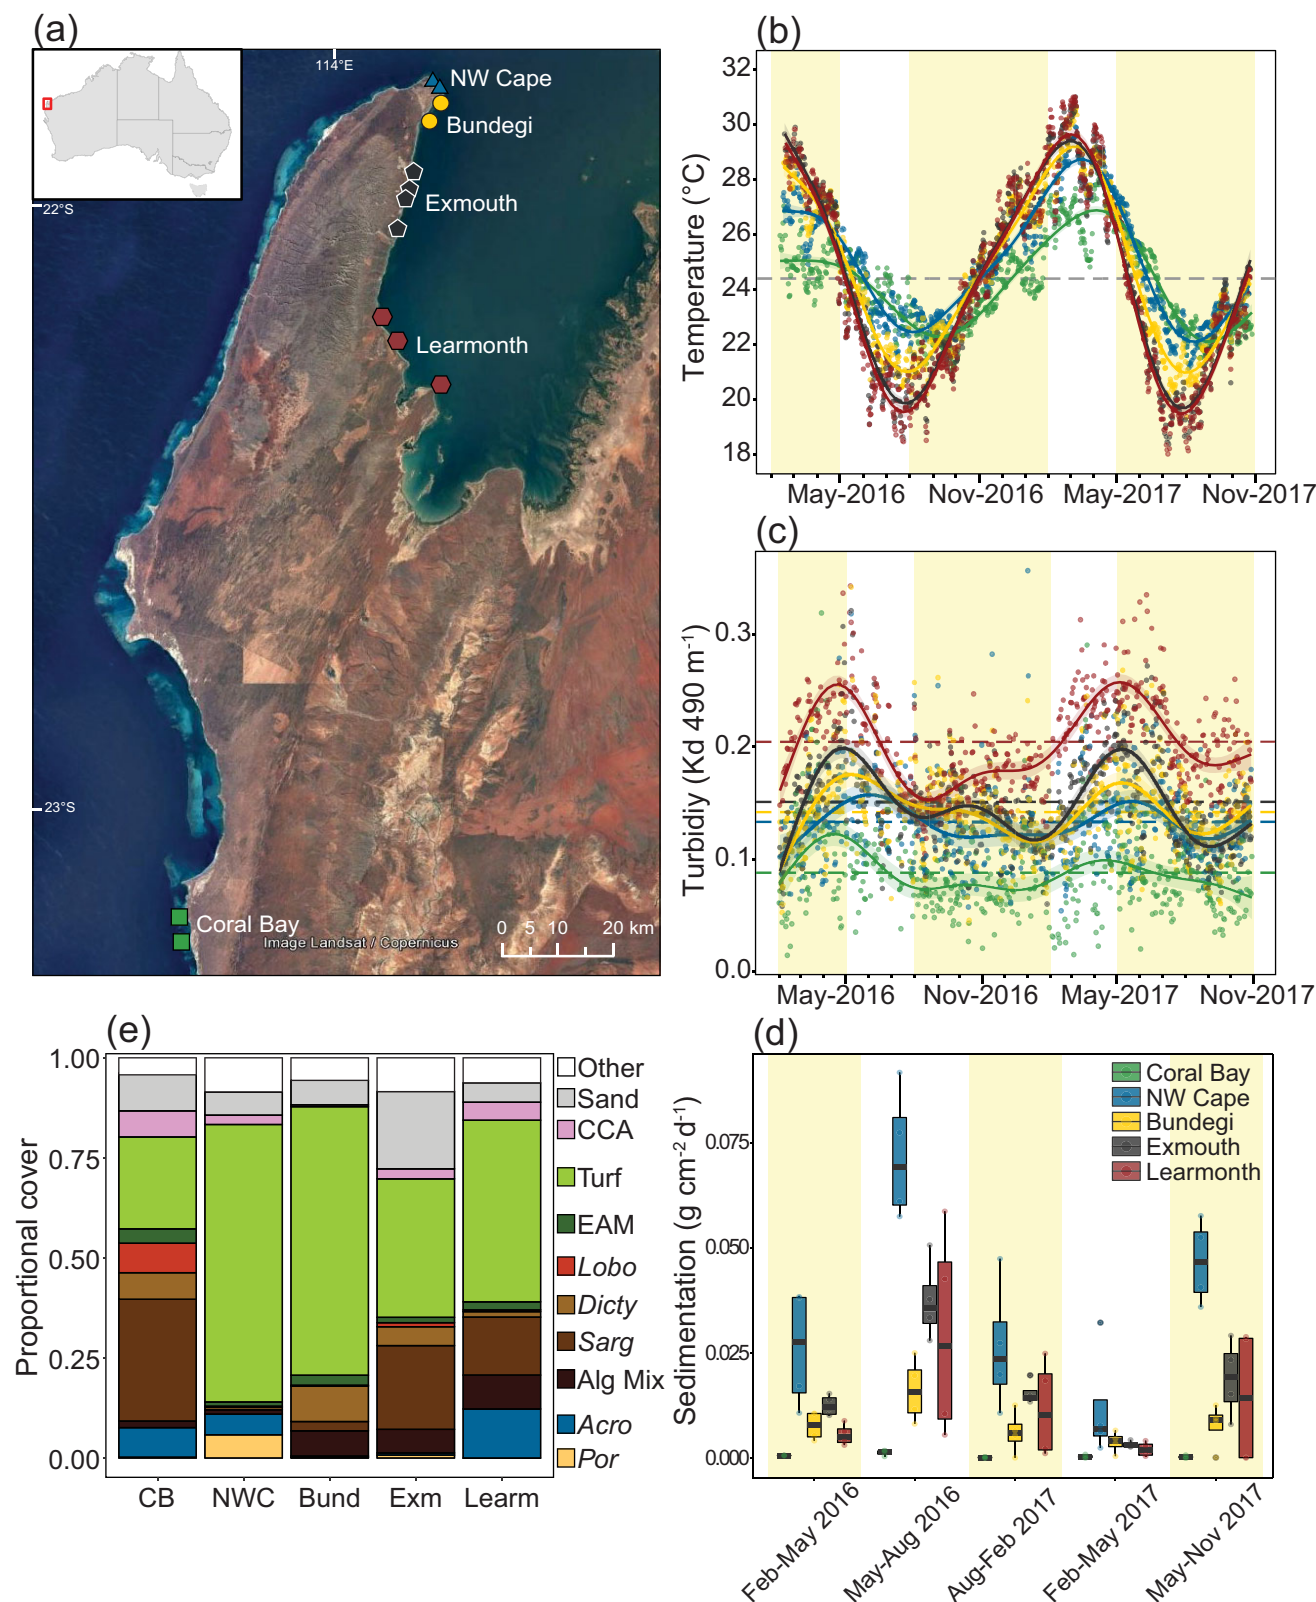 (a)
114°E
NW Cape
Bundegi
22°S
Exmouth
Learmonth
23°S
Coral Bay
Image Landsat / Copernicus
0 5 10 20 km
(b)
Temperature (°C)
32
30
28
26
24
22
20
18
May-2016 Nov-2016 May-2017 Nov-2017
(c)
Turbidiy (Kd 490 m-1)
0.3
0.2
0.1
0.0
May-2016 Nov-2016 May-2017 Nov-2017
(e)
Proportional cover
1.00
0.75
0.50
0.25
0.00
CB NWC Bund Exm Learm
Other
Sand
CCA
Turf
EAM
Lobo
Dicty
Sarg
Alg Mix
Acro
Por
(d)
Sedimentation (g cm-2 d-1)
0.075
0.050
0.025
0.000
Coral Bay
NW Cape
Bundegi
Exmouth
Learmonth
Feb-May 2016
May-Aug 2016
Aug-Feb 2017
Feb-May 2017
May-Nov 2017